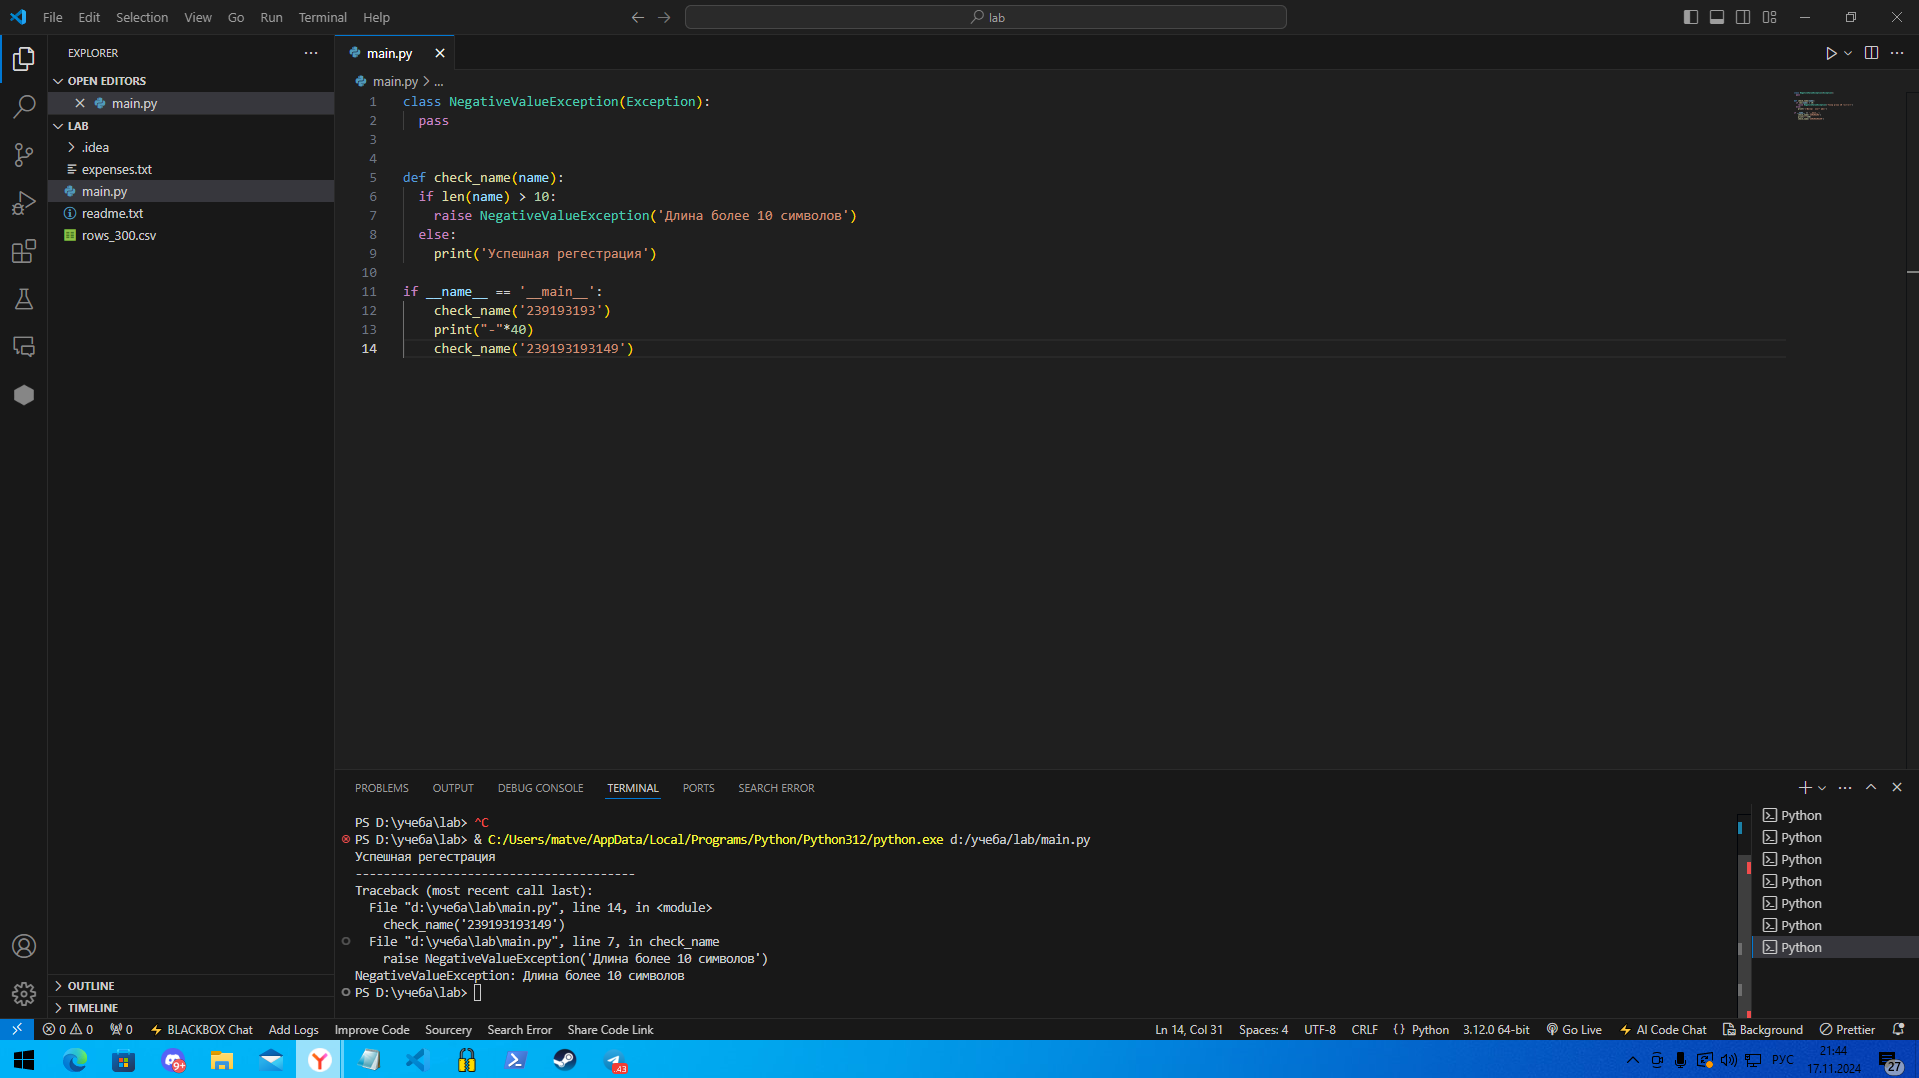 File Edit Selection View Go Run Terminal Help
lab
EXPLORER
OPEN EDITORS
main.py
LAB
.idea
expenses.txt
main.py
readme.txt
rows_300.csv
OUTLINE
TIMELINE
main.py
main.py > ...
1 class NegativeValueException(Exception):
2 pass
3
4
5 def check_name(name):
6 if len(name) > 10:
7 raise NegativeValueException('Длина более 10 символов')
8 else:
9 print('Успешная регестрация')
10
11 if __name__ == '__main__':
12 check_name('239193193')
13 print("-"*40)
14 check_name('239193193149')
PROBLEMS OUTPUT DEBUG CONSOLE TERMINAL PORTS SEARCH ERROR
PS D:\учеба\lab> ^C
PS D:\учеба\lab> & C:/Users/matve/AppData/Local/Programs/Python/Python312/python.exe d:/учеба/lab/main.py
Успешная регестрация
----------------------------------------
Traceback (most recent call last):
File "d:\учеба\lab\main.py", line 14, in <module>
check_name('239193193149')
File "d:\учеба\lab\main.py", line 7, in check_name
raise NegativeValueException('Длина более 10 символов')
NegativeValueException: Длина более 10 символов
PS D:\учеба\lab>
Python
Python
Python
Python
Python
Python
Python
0 0 0 BLACKBOX Chat Add Logs Improve Code Sourcery Search Error Share Code Link Ln 14, Col 31 Spaces: 4 UTF-8 CRLF {} Python 3.12.0 64-bit Go Live AI Code Chat Background Prettier
9+ 43 РУС 21:44
17.11.2024 27